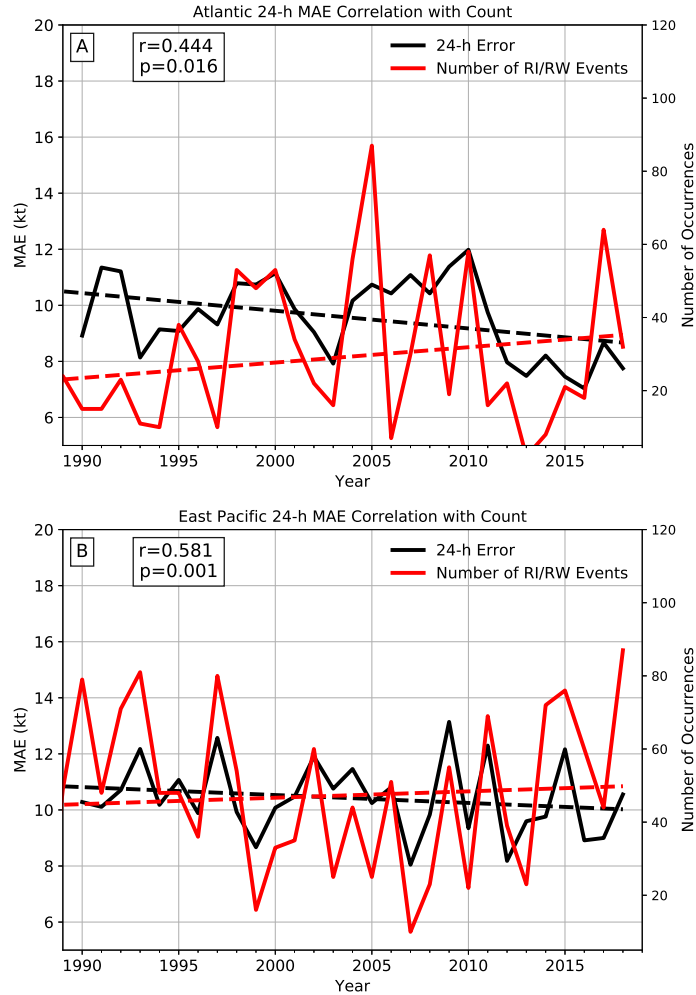 Atlantic 24-h MAE Correlation with Count
A
r=0.444
p=0.016
24-h Error
Number of RI/RW Events
20
18
16
14
12
10
8
6
MAE (kt)
120
100
80
60
40
20
Number of Occurrences
1990 1995 2000 2005 2010 2015
Year
East Pacific 24-h MAE Correlation with Count
B
r=0.581
p=0.001
24-h Error
Number of RI/RW Events
20
18
16
14
12
10
8
6
MAE (kt)
120
100
80
60
40
20
Number of Occurrences
1990 1995 2000 2005 2010 2015
Year